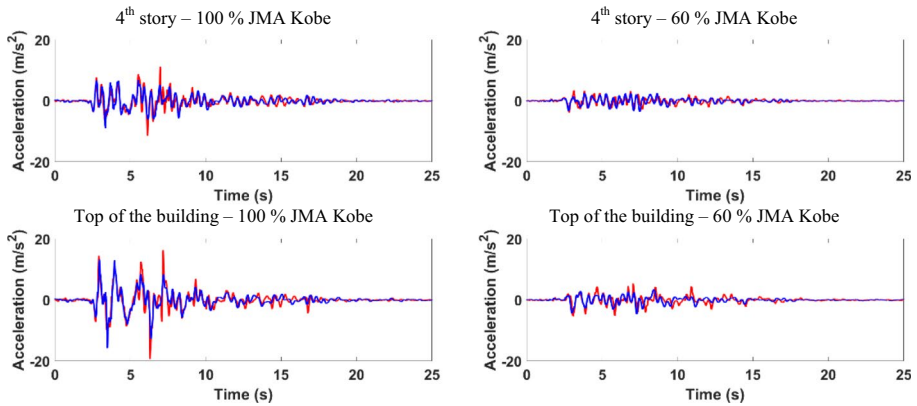 4th story – 100 % JMA Kobe
20
0
-20
Acceleration (m/s2)
0 5 10 15 20 25
Time (s)
4th story – 60 % JMA Kobe
20
0
-20
Acceleration (m/s2)
0 5 10 15 20 25
Time (s)
Top of the building – 100 % JMA Kobe
20
0
-20
Acceleration (m/s2)
0 5 10 15 20 25
Time (s)
Top of the building – 60 % JMA Kobe
20
0
-20
Acceleration (m/s2)
0 5 10 15 20 25
Time (s)